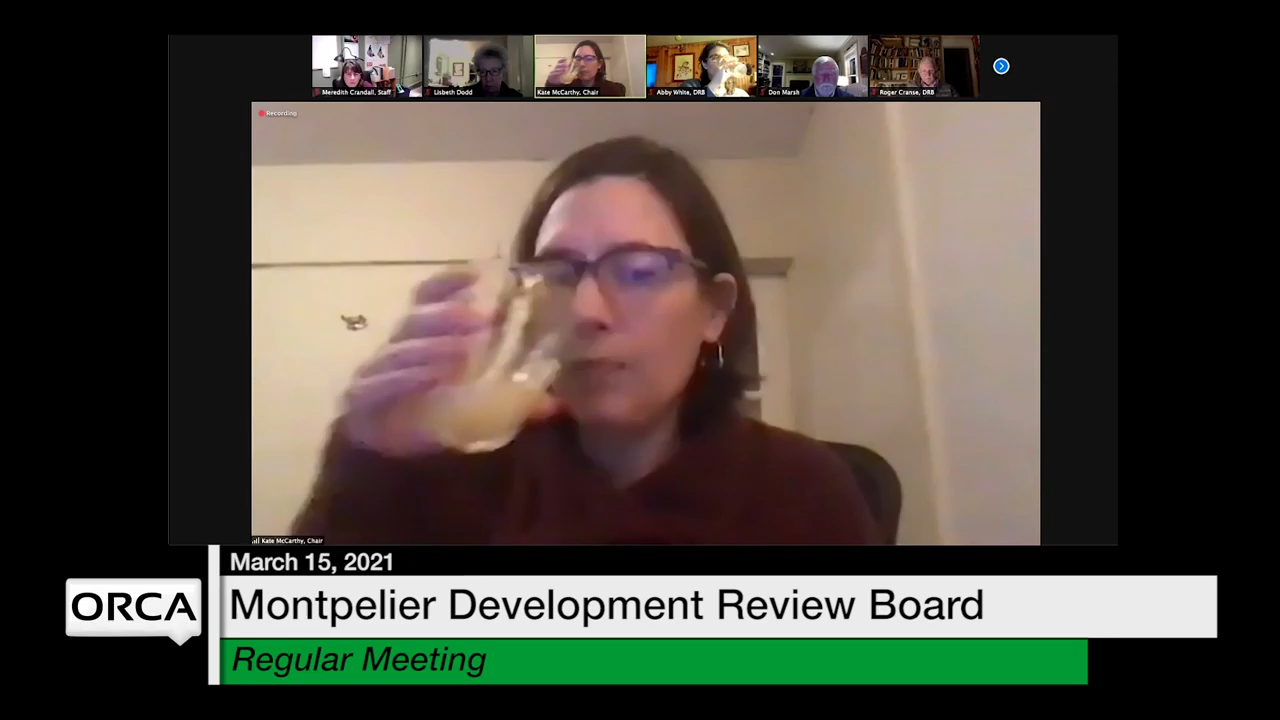 Meredith Crandall, Staff
Lisbeth Dodd
Kate McCarthy, Chair
Abby White, DRB
Don Marsh
Roger Cranse, DRB
Recording
Kate McCarthy, Chair
March 15, 2021
ORCA
Montpelier Development Review Board
Regular Meeting